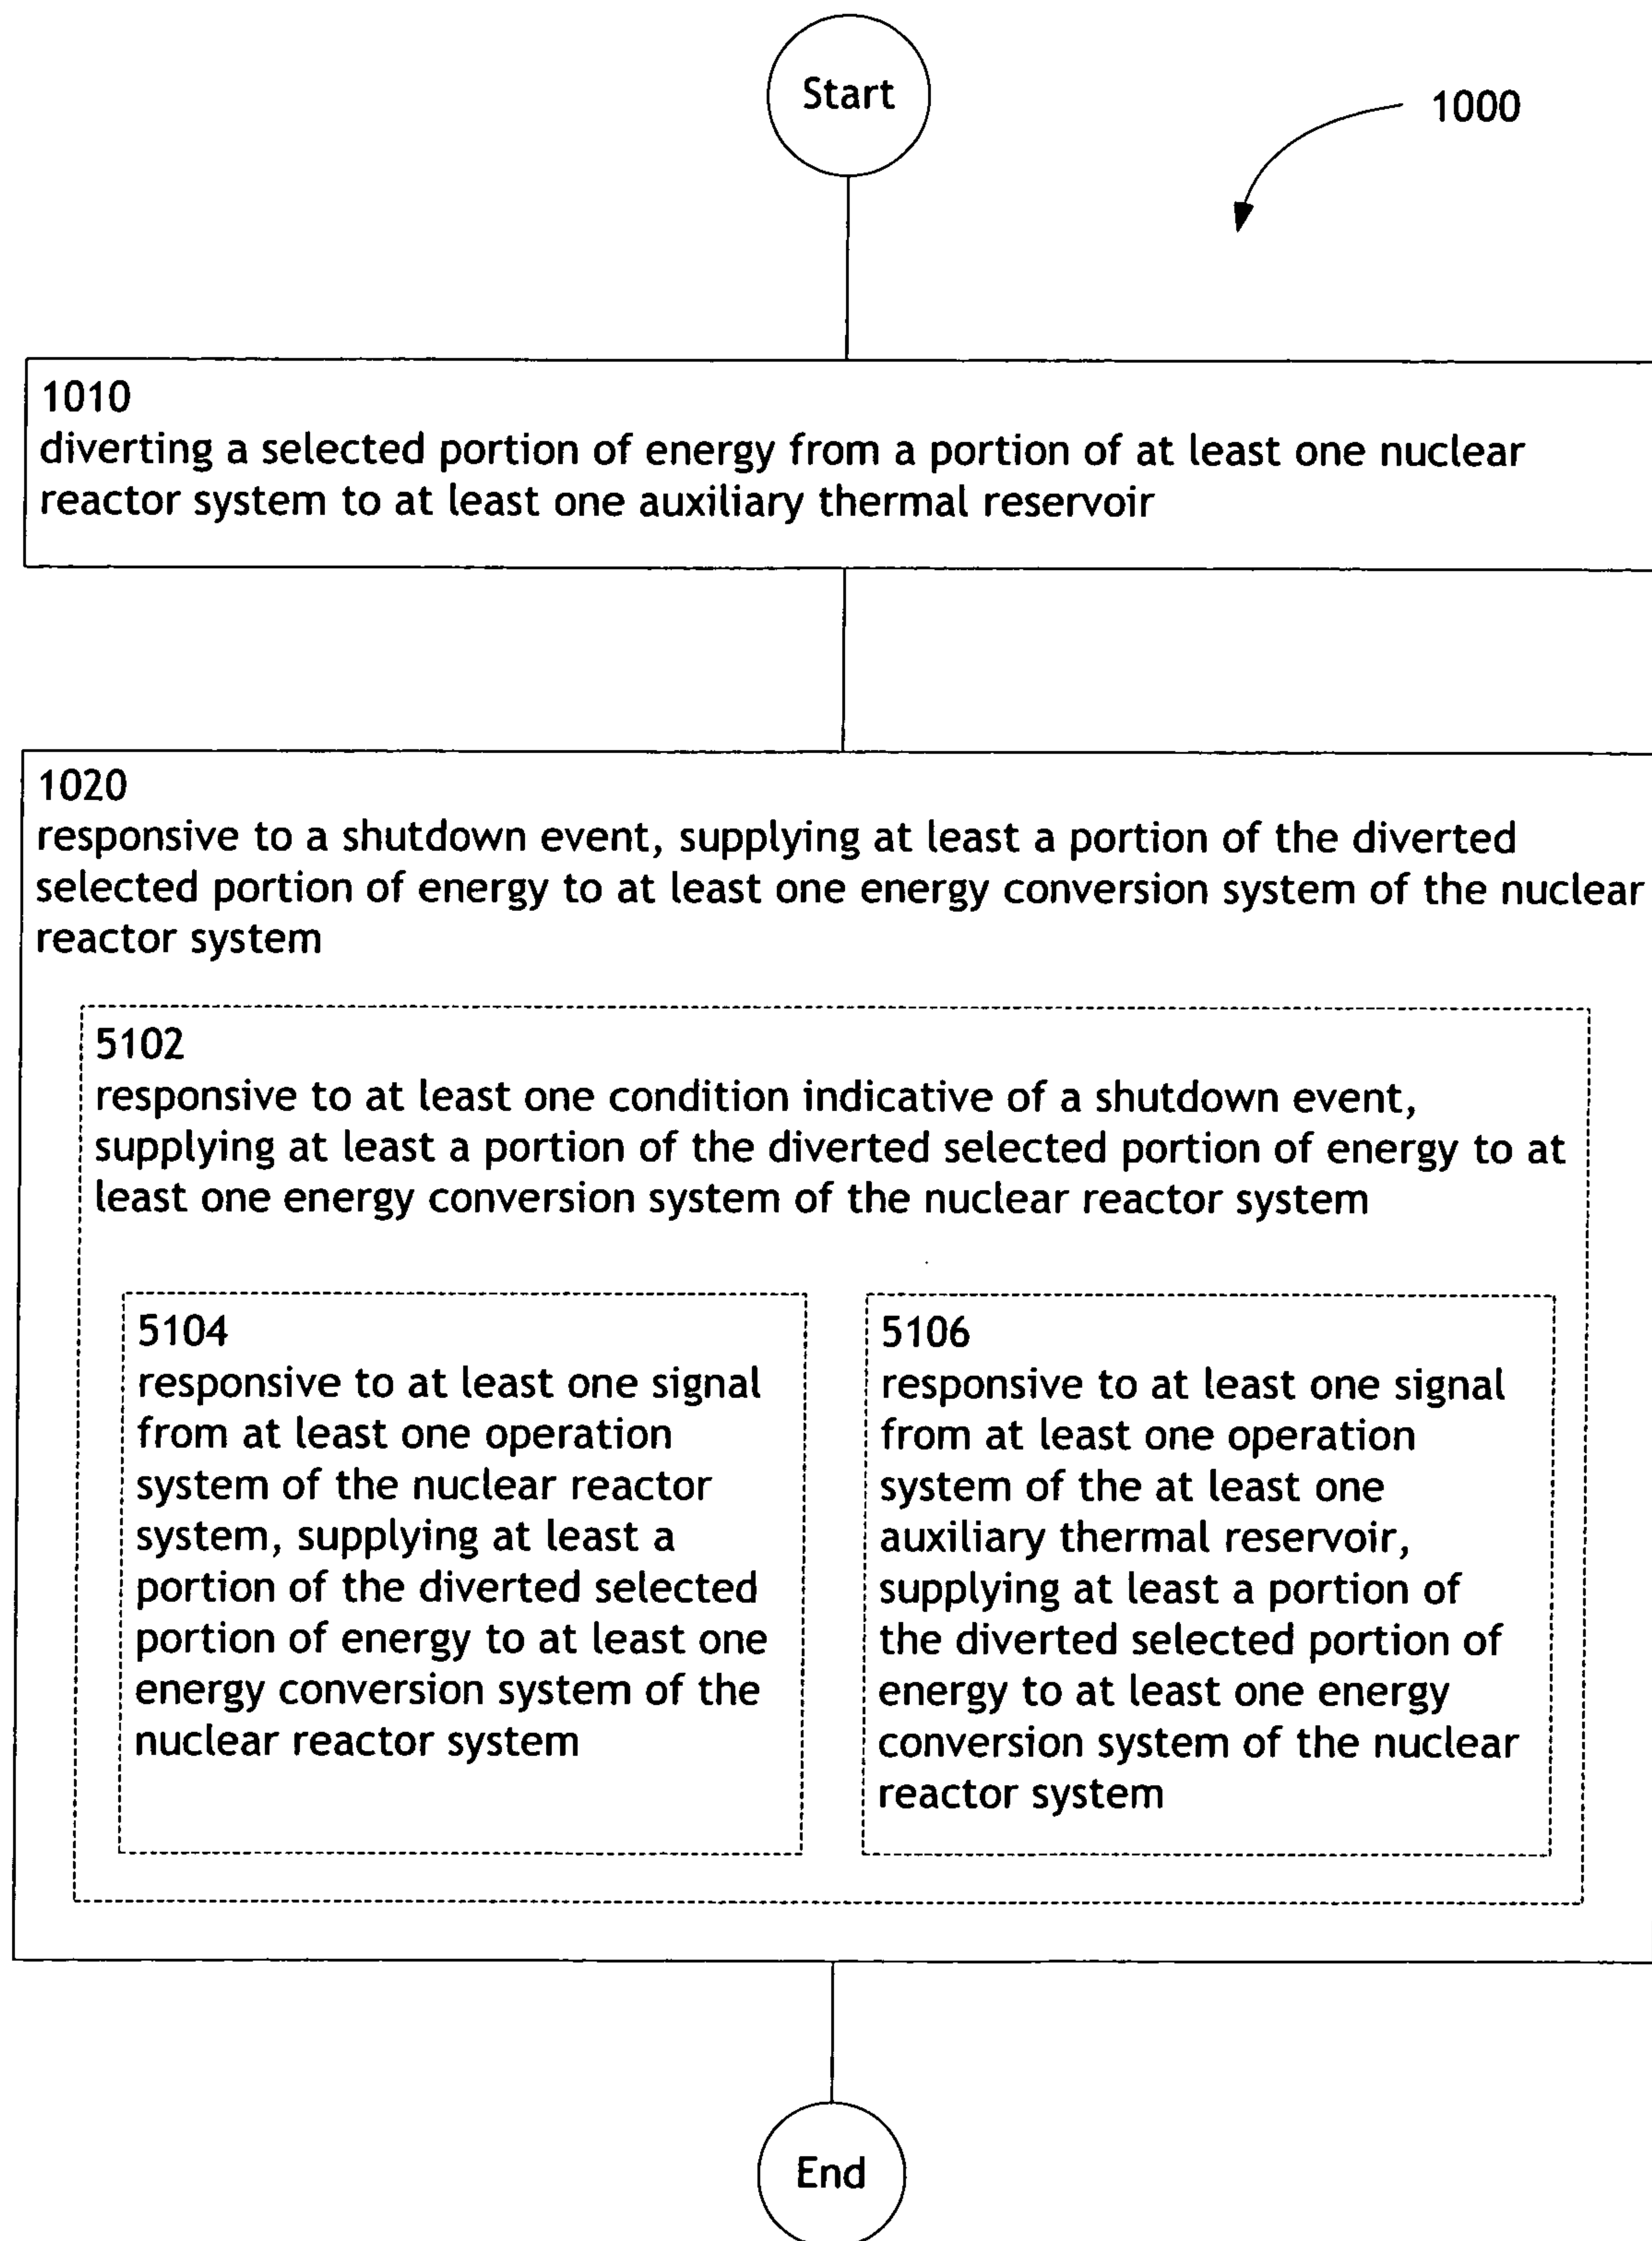 Start
1000
1010
diverting a selected portion of energy from a portion of at least one nuclear
reactor system to at least one auxiliary thermal reservoir
1020
responsive to a shutdown event, supplying at least a portion of the diverted
selected portion of energy to at least one energy conversion system of the nuclear
reactor system
5102
responsive to at least one condition indicative of a shutdown event,
supplying at least a portion of the diverted selected portion of energy to at
least one energy conversion system of the nuclear reactor system
5104
responsive to at least one signal
from at least one operation
system of the nuclear reactor
system, supplying at least a
portion of the diverted selected
portion of energy to at least one
energy conversion system of the
nuclear reactor system
5106
responsive to at least one signal
from at least one operation
system of the at least one
auxiliary thermal reservoir,
supplying at least a portion of
the diverted selected portion of
energy to at least one energy
conversion system of the nuclear
reactor system
End